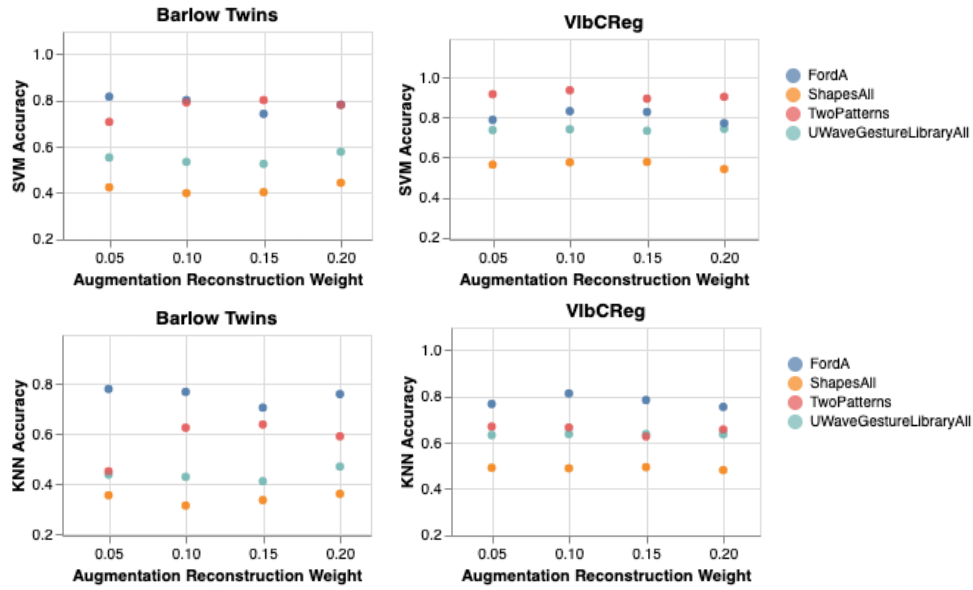 Barlow Twins
SVM Accuracy
1.0
0.8
0.6
0.4
0.2
0.05 0.10 0.15 0.20
Augmentation Reconstruction Weight
VIbCReg
SVM Accuracy
1.0
0.8
0.6
0.4
0.2
0.05 0.10 0.15 0.20
Augmentation Reconstruction Weight
FordA
ShapesAll
TwoPatterns
UWaveGestureLibraryAll
Barlow Twins
KNN Accuracy
0.8
0.6
0.4
0.2
0.05 0.10 0.15 0.20
Augmentation Reconstruction Weight
VIbCReg
KNN Accuracy
1.0
0.8
0.6
0.4
0.2
0.05 0.10 0.15 0.20
Augmentation Reconstruction Weight
FordA
ShapesAll
TwoPatterns
UWaveGestureLibraryAll